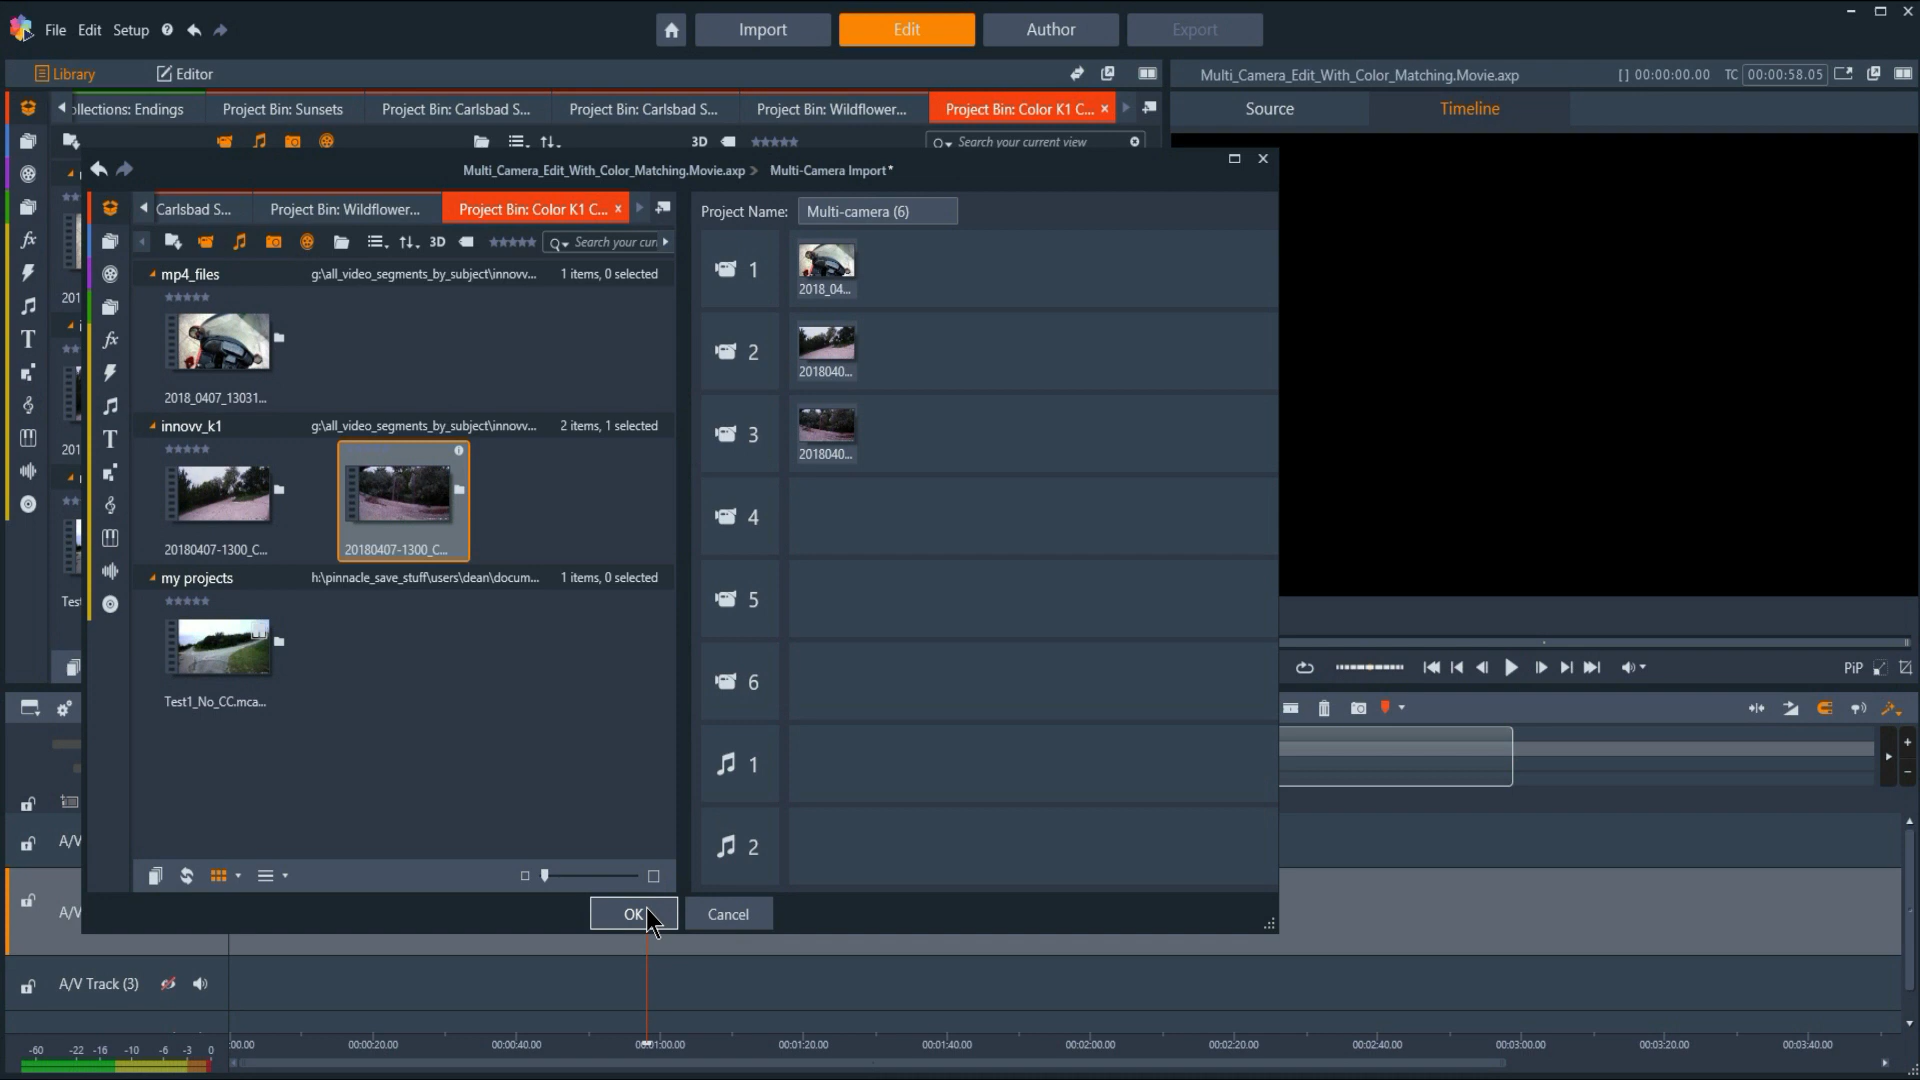 File Edit Setup
Import Edit Author Export
Library Editor
Multi_Camera_Edit_With_Color_Matching.Movie.axp [] 00:00:00.00 TC 00:00:58.05
ollections: Endings Project Bin: Sunsets Project Bin: Carlsbad S... Project Bin: Carlsbad S... Project Bin: Wildflower... Project Bin: Color K1 C... ×
Source Timeline
3D Search your current view
Multi_Camera_Edit_With_Color_Matching.Movie.axp > Multi-Camera Import*
Carlsbad S... Project Bin: Wildflower... Project Bin: Color K1 C... ×
Project Name: Multi-camera (6)
3D Search your curr
mp4_files g:\all_video_segments_by_subject\innovv... 1 items, 0 selected
2018_0407_13031...
innovv_k1 g:\all_video_segments_by_subject\innovv... 2 items, 1 selected
20180407-1300_C... 20180407-1300_C...
my projects h:\pinnacle_save_stuff\users\dean\docum... 1 items, 0 selected
Test1_No_CC.mca...
1
2018_04...
2
2018040...
3
2018040...
4
5
6
1
2
OK Cancel
201
201
Tes
PiP
A/V
A/V
A/V Track (3)
-60 -22 -16 -10 -6 -3 0
:00.00 00:00:20.00 00:00:40.00 00:01:00.00 00:01:20.00 00:01:40.00 00:02:00.00 00:02:20.00 00:02:40.00 00:03:00.00 00:03:20.00 00:03:40.00